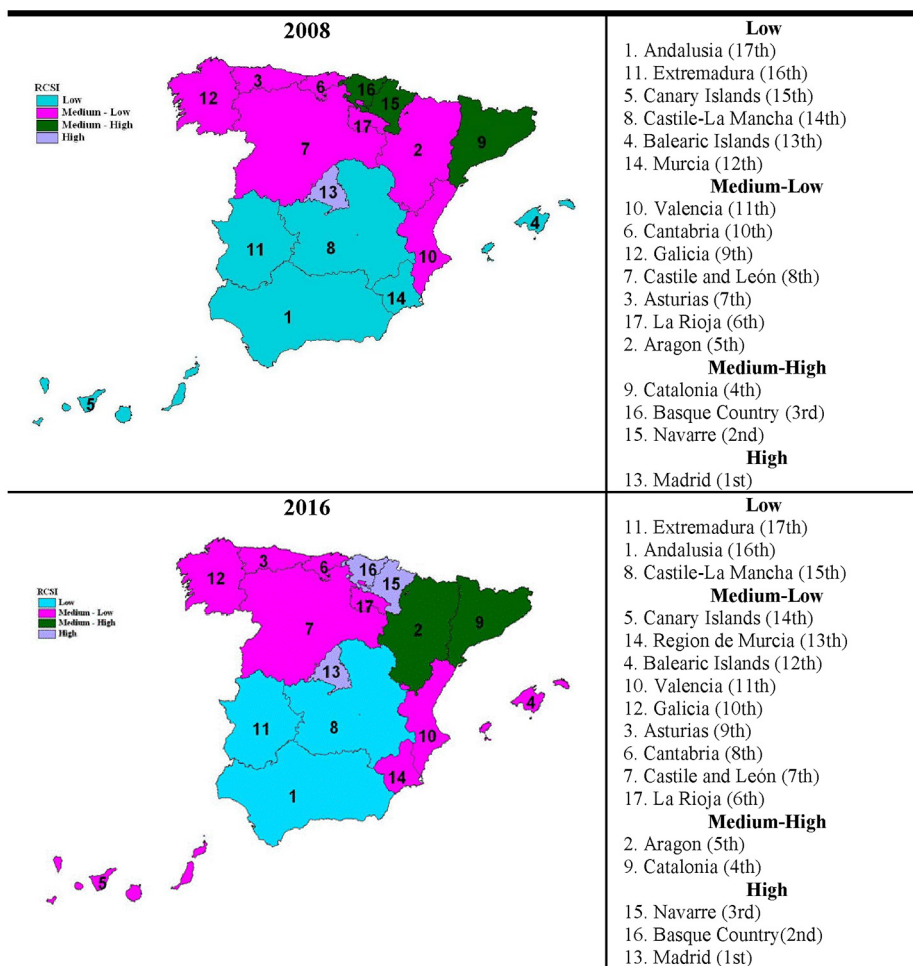 2008
RCSI
Low
Medium - Low
Medium - High
High
12
3
6
16
15
17
7
2
9
13
4
11
8
10
14
1
5
Low
1. Andalusia (17th)
11. Extremadura (16th)
5. Canary Islands (15th)
8. Castile-La Mancha (14th)
4. Balearic Islands (13th)
14. Murcia (12th)
Medium-Low
10. Valencia (11th)
6. Cantabria (10th)
12. Galicia (9th)
7. Castile and León (8th)
3. Asturias (7th)
17. La Rioja (6th)
2. Aragon (5th)
Medium-High
9. Catalonia (4th)
16. Basque Country (3rd)
15. Navarre (2nd)
High
13. Madrid (1st)
2016
RCSI
Low
Medium - Low
Medium - High
High
12
3
6
16
15
17
7
2
9
13
4
11
8
10
14
1
5
Low
11. Extremadura (17th)
1. Andalusia (16th)
8. Castile-La Mancha (15th)
Medium-Low
5. Canary Islands (14th)
14. Region de Murcia (13th)
4. Balearic Islands (12th)
10. Valencia (11th)
12. Galicia (10th)
3. Asturias (9th)
6. Cantabria (8th)
7. Castile and León (7th)
17. La Rioja (6th)
Medium-High
2. Aragon (5th)
9. Catalonia (4th)
High
15. Navarre (3rd)
16. Basque Country(2nd)
13. Madrid (1st)